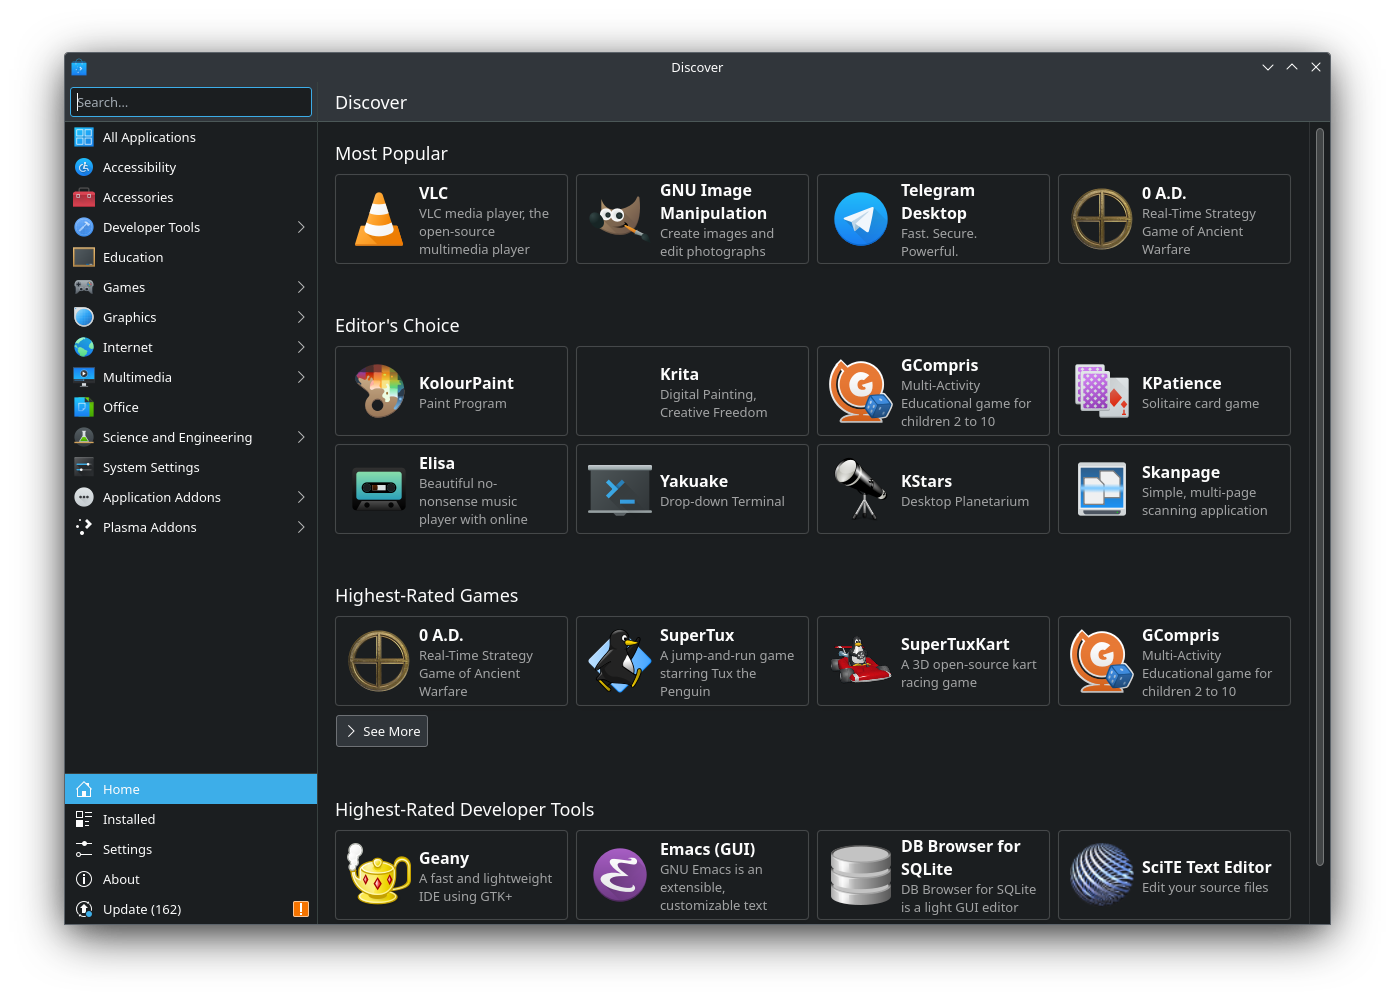 Discover
Search...
Discover
All Applications
Accessibility
Accessories
Developer Tools
Education
Games
Graphics
Internet
Multimedia
Office
Science and Engineering
System Settings
Application Addons
Plasma Addons
Home
Installed
Settings
About
Update (162)
Most Popular
VLC
VLC media player, the
open-source
multimedia player
GNU Image
Manipulation
Create images and
edit photographs
Telegram
Desktop
Fast. Secure.
Powerful.
0 A.D.
Real-Time Strategy
Game of Ancient
Warfare
Editor's Choice
KolourPaint
Paint Program
Krita
Digital Painting,
Creative Freedom
GCompris
Multi-Activity
Educational game for
children 2 to 10
KPatience
Solitaire card game
Elisa
Beautiful no-
nonsense music
player with online
Yakuake
Drop-down Terminal
KStars
Desktop Planetarium
Skanpage
Simple, multi-page
scanning application
Highest-Rated Games
0 A.D.
Real-Time Strategy
Game of Ancient
Warfare
SuperTux
A jump-and-run game
starring Tux the
Penguin
SuperTuxKart
A 3D open-source kart
racing game
GCompris
Multi-Activity
Educational game for
children 2 to 10
See More
Highest-Rated Developer Tools
Geany
A fast and lightweight
IDE using GTK+
Emacs (GUI)
GNU Emacs is an
extensible,
customizable text
DB Browser for
SQLite
DB Browser for SQLite
is a light GUI editor
SciTE Text Editor
Edit your source files